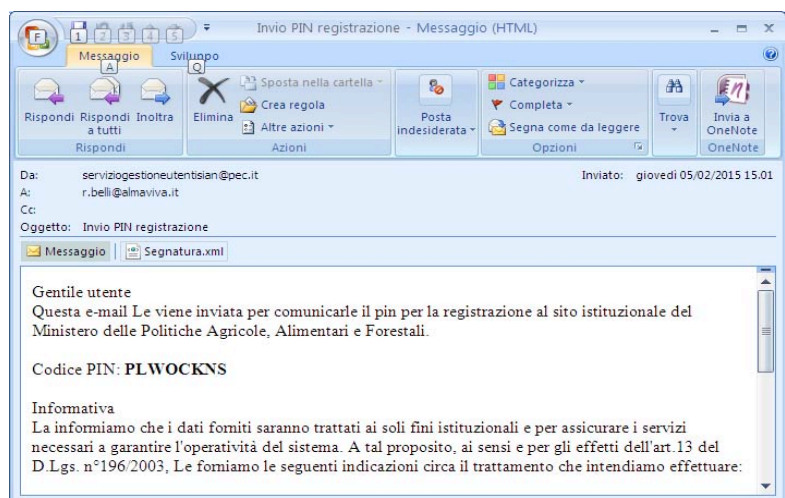 Invio PIN registrazione - Messaggio (HTML)
F 1 2 3 4 5
Messaggio Sviluppo
A Q
Rispondi Rispondi a tutti Inoltra
Rispondi
Elimina
Sposta nella cartella
Crea regola
Altre azioni
Azioni
Posta indesiderata
Categorizza
Completa
Segna come da leggere
Opzioni
Trova
Invia a OneNote
OneNote
Da: serviziogestioneutentisian@pec.it Inviato: giovedì 05/02/2015 15.01
A: r.belli@almaviva.it
Cc:
Oggetto: Invio PIN registrazione
Messaggio Segnatura.xml
Gentile utente
Questa e-mail Le viene inviata per comunicarle il pin per la registrazione al sito istituzionale del
Ministero delle Politiche Agricole, Alimentari e Forestali.
Codice PIN: PLWOCKNS
Informativa
La informiamo che i dati forniti saranno trattati ai soli fini istituzionali e per assicurare i servizi
necessari a garantire l'operatività del sistema. A tal proposito, ai sensi e per gli effetti dell'art.13 del
D.Lgs. n°196/2003, Le forniamo le seguenti indicazioni circa il trattamento che intendiamo effettuare: